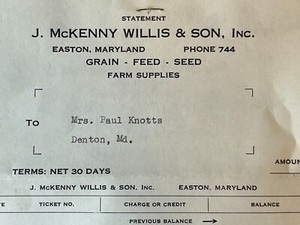 STATEMENT
J. McKENNY WILLIS & SON, INC.
EASTON, MARYLAND PHONE 744
GRAIN - FEED - SEED
FARM SUPPLIES
TO Mrs. Paul Knotts
Denton, Md.
AMOUN
TERMS: NET 30 DAYS
J. McKENNY WILLIS & SON, INC. EASTON, MARYLAND
TE TICKET NO. CHARGE OR CREDIT BALANCE
PREVIOUS BALANCE →